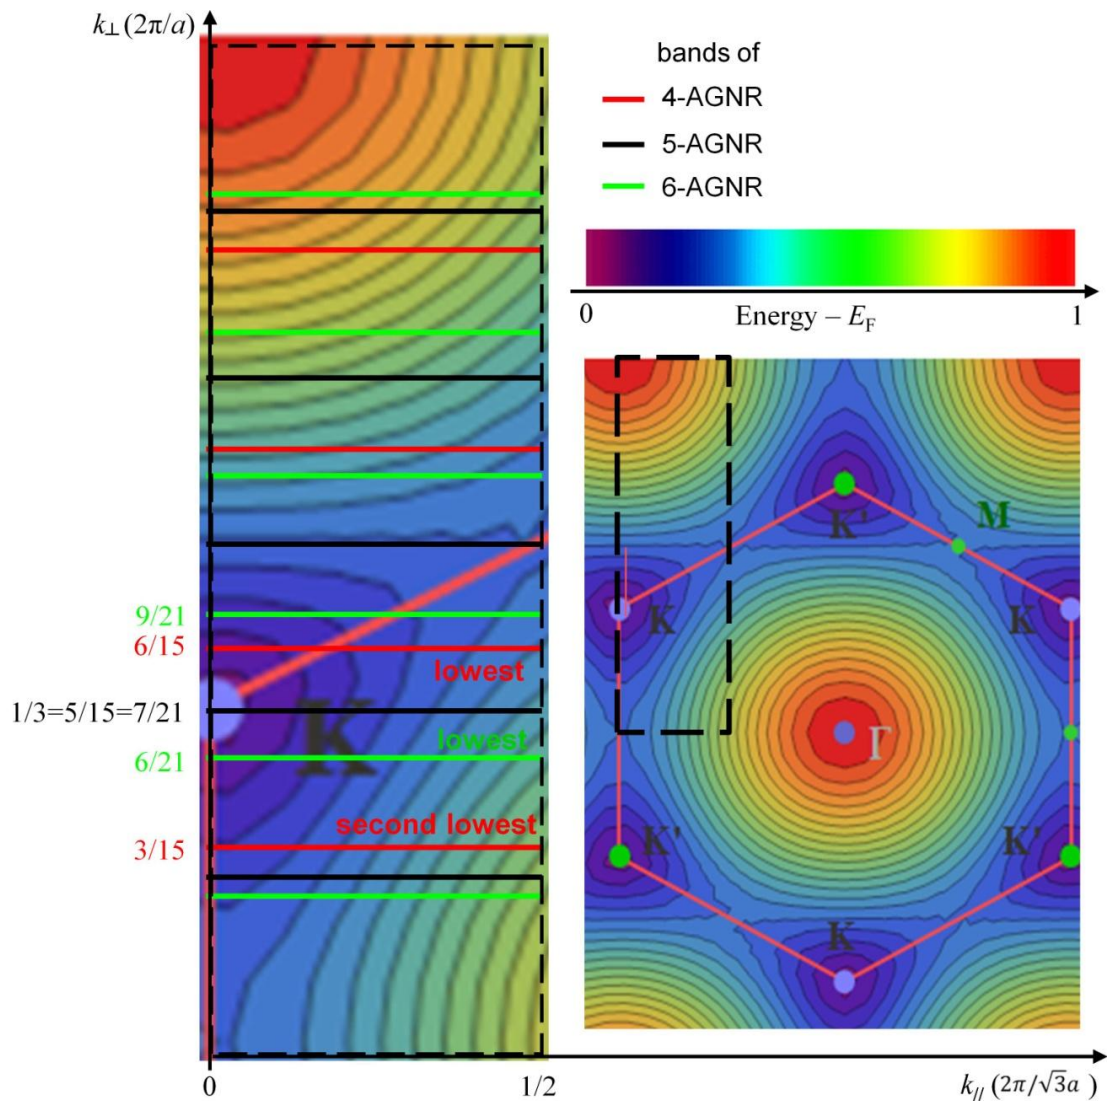 k⊥(2π/a)
bands of
4-AGNR
5-AGNR
6-AGNR
0
1
Energy – EF
9/21
6/15
lowest
1/3=5/15=7/21
K
lowest
6/21
second lowest
3/15
0
1/2
k// (2π/√3a)
K'
M
K
K
Γ
K'
K'
K